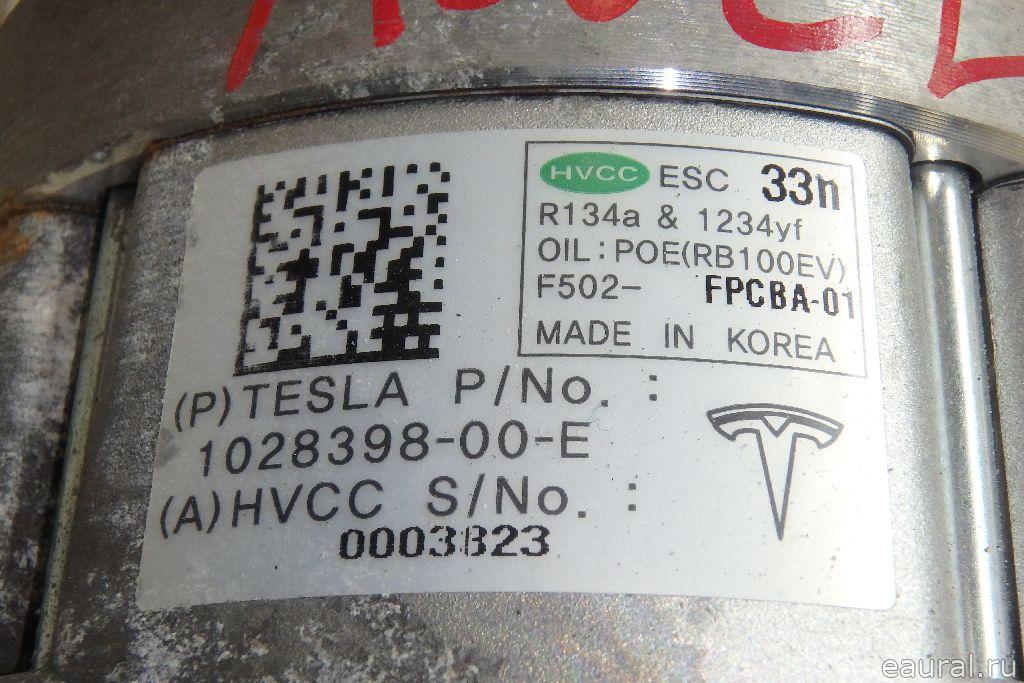 HVCC ESC 33n
R134a & 1234yf
OIL : POE(RB100EV)
F502- FPCBA-01
MADE IN KOREA
(P)TESLA P/No. :
1028398-00-E
(A)HVCC S/No. :
0003823
eaural.ru